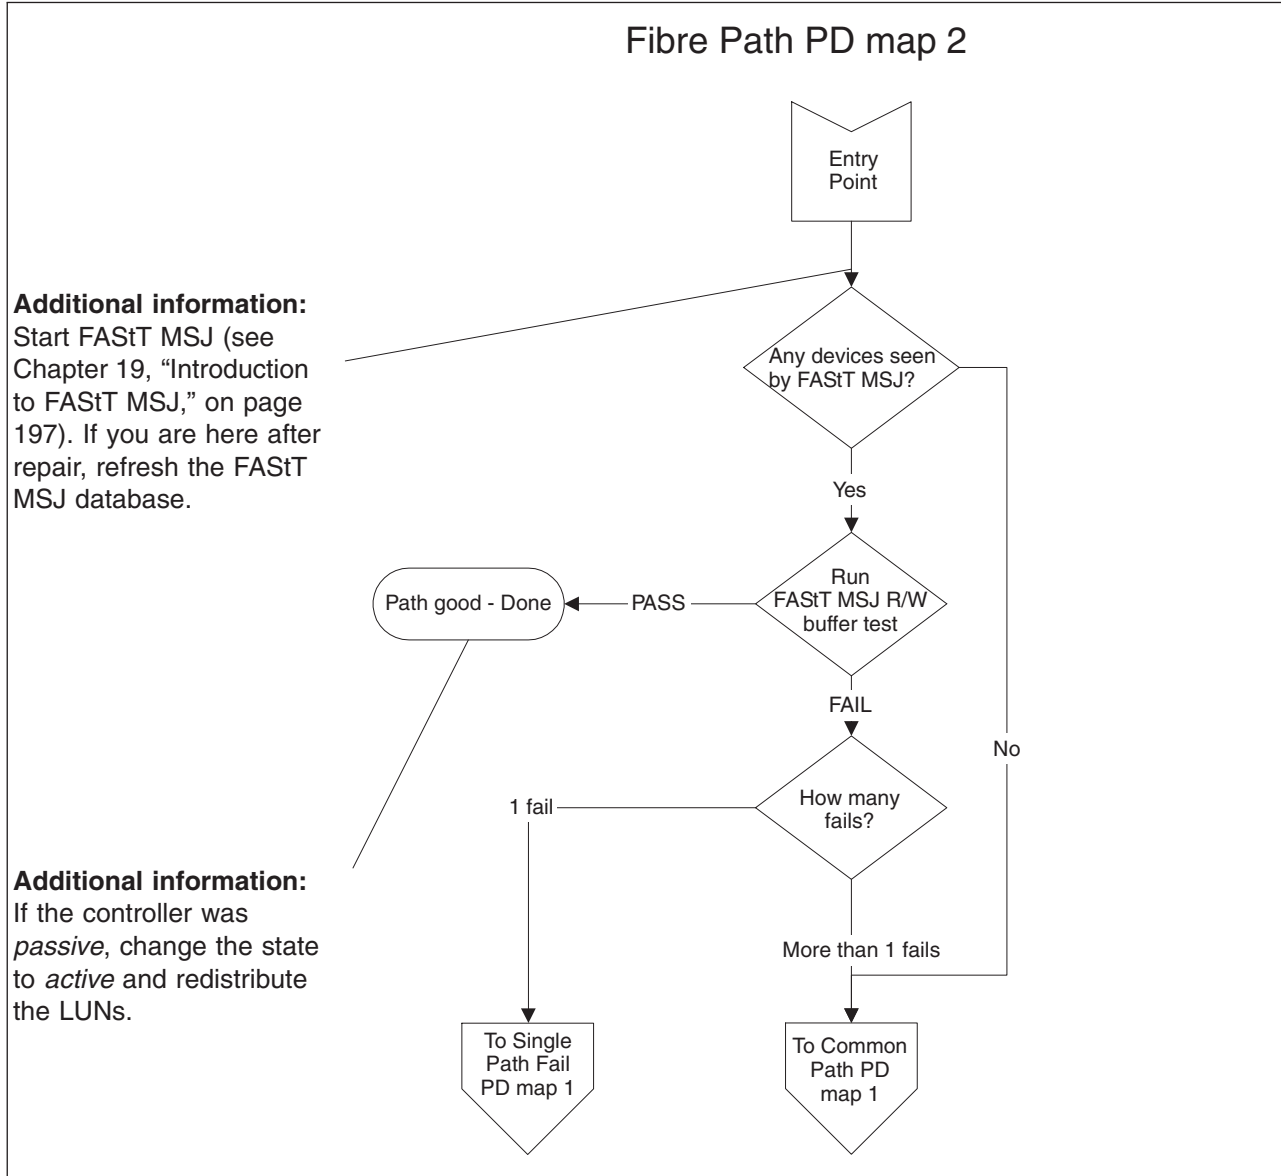 Fibre Path PD map 2
Entry
Point
Additional information:
Start FAStT MSJ (see
Chapter 19, “Introduction
to FAStT MSJ,” on page
197). If you are here after
repair, refresh the FAStT
MSJ database.
Any devices seen
by FAStT MSJ?
Yes
Run
FAStT MSJ R/W
buffer test
PASS
Path good - Done
FAIL
No
How many
fails?
1 fail
More than 1 fails
Additional information:
If the controller was
passive, change the state
to active and redistribute
the LUNs.
To Single
Path Fail
PD map 1
To Common
Path PD
map 1